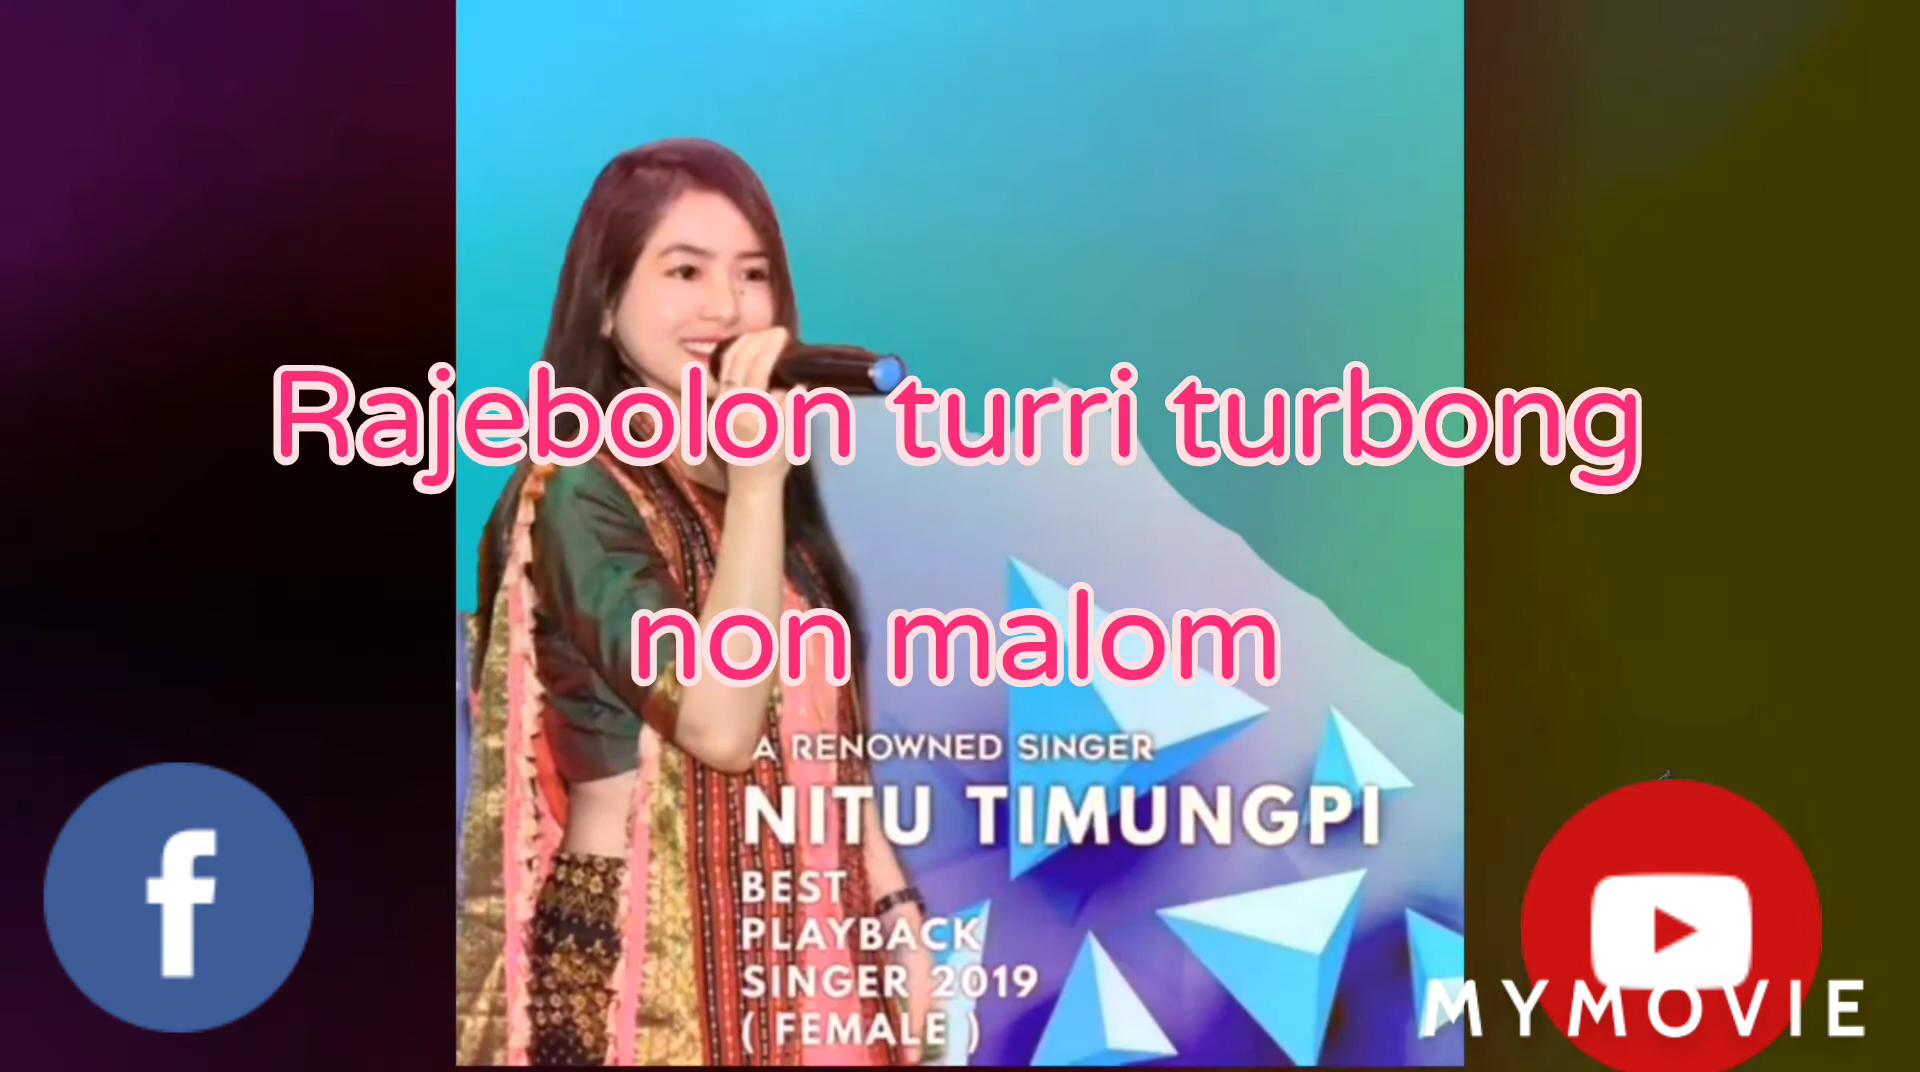 Rajebolon turri turbong
non malom
A RENOWNED SINGER
NITU TIMUNGPI
BEST
PLAYBACK
SINGER 2019
( FEMALE )
f
MYMOVIE